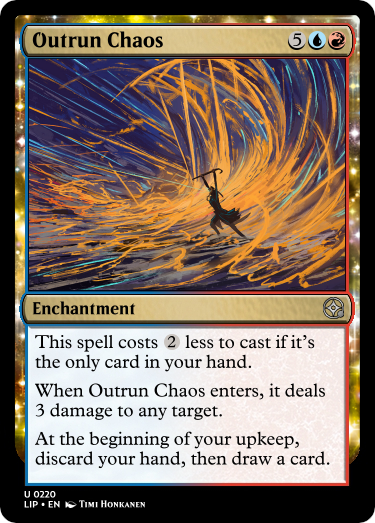 Outrun Chaos 5
Enchantment
This spell costs 2 less to cast if it's
the only card in your hand.
When Outrun Chaos enters, it deals
3 damage to any target.
At the beginning of your upkeep,
discard your hand, then draw a card.
U 0220
LIP • EN Timi Honkanen